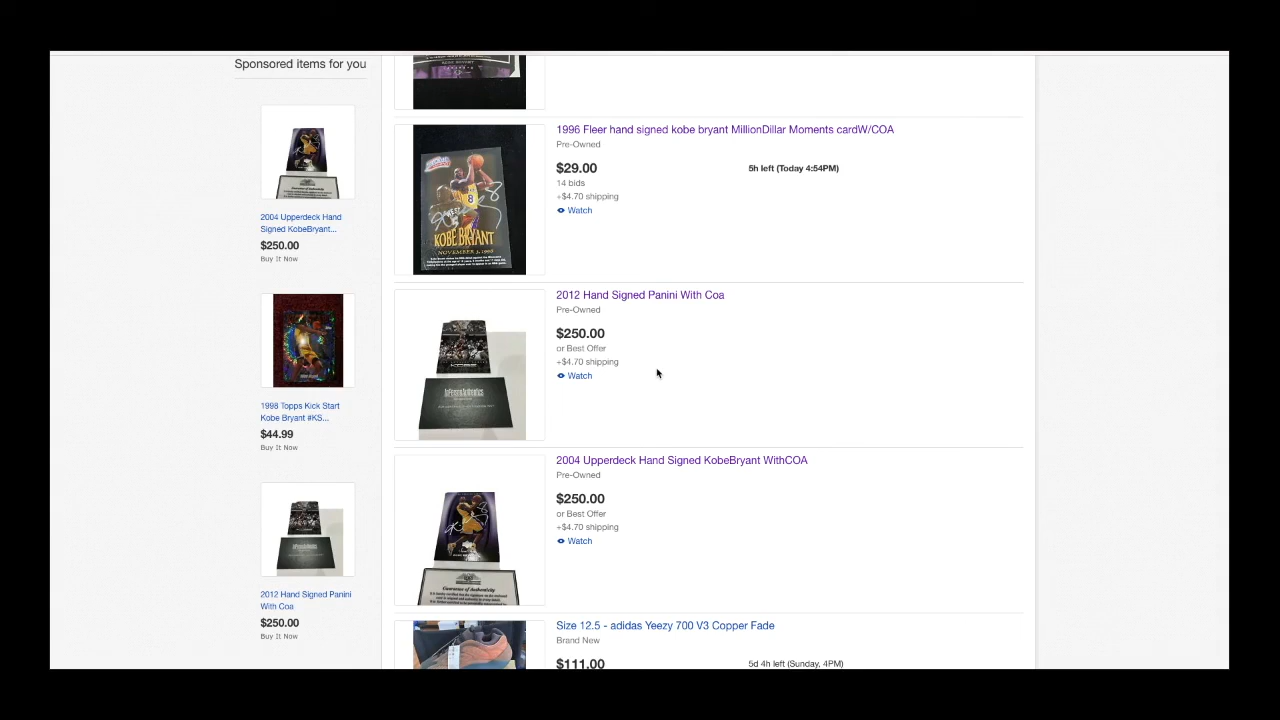 Sponsored items for you
2004 Upperdeck Hand
Signed KobeBryant...
$250.00
Buy It Now
1998 Topps Kick Start
Kobe Bryant #KS...
$44.99
Buy It Now
2012 Hand Signed Panini
With Coa
$250.00
Buy It Now
1996 Fleer hand signed kobe bryant MillionDillar Moments cardW/COA
Pre-Owned
$29.00
5h left (Today 4:54PM)
14 bids
+$4.70 shipping
Watch
KOBE BRYANT
NOVEMBER 3, 1996
2012 Hand Signed Panini With Coa
Pre-Owned
$250.00
or Best Offer
+$4.70 shipping
Watch
2004 Upperdeck Hand Signed KobeBryant WithCOA
Pre-Owned
$250.00
or Best Offer
+$4.70 shipping
Watch
Certificate of Authenticity
Size 12.5 - adidas Yeezy 700 V3 Copper Fade
Brand New
$111.00
5d 4h left (Sunday, 4PM)